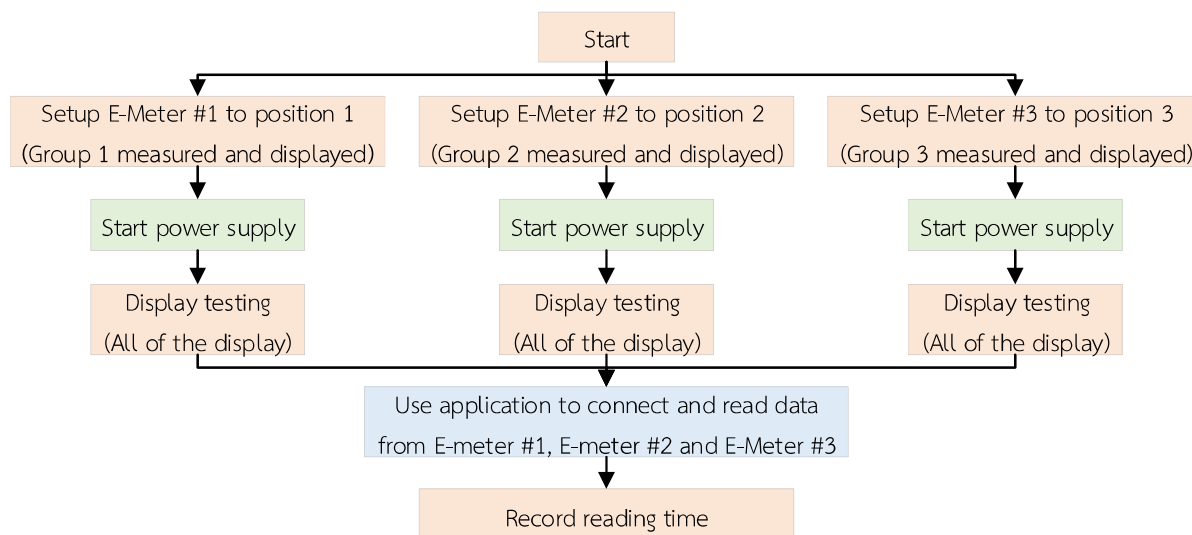 Start
Setup E-Meter #1 to position 1
(Group 1 measured and displayed)
Setup E-Meter #2 to position 2
(Group 2 measured and displayed)
Setup E-Meter #3 to position 3
(Group 3 measured and displayed)
Start power supply
Start power supply
Start power supply
Display testing
(All of the display)
Display testing
(All of the display)
Display testing
(All of the display)
Use application to connect and read data
from E-meter #1, E-meter #2 and E-Meter #3
Record reading time